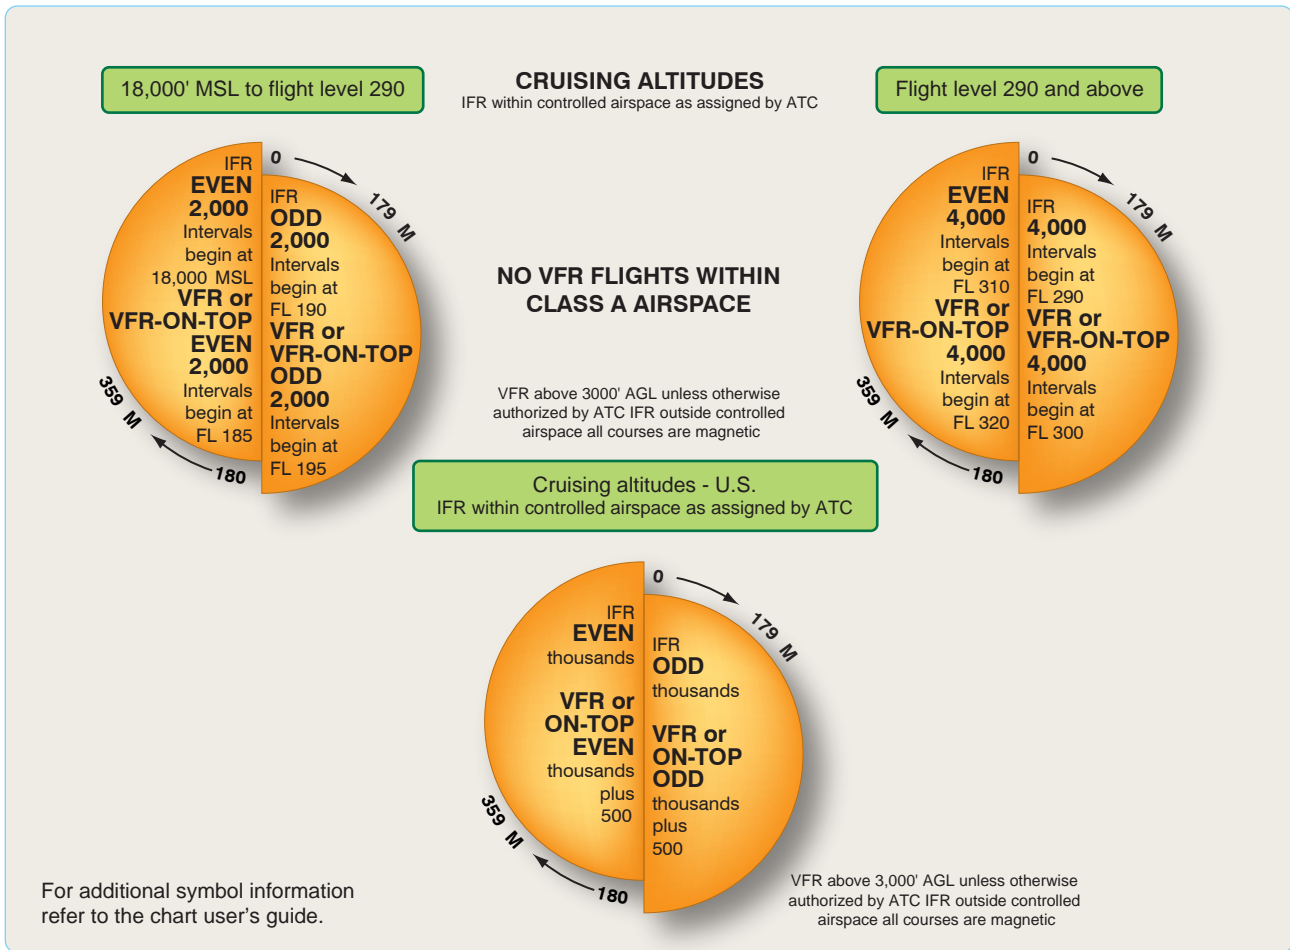 18,000' MSL to flight level 290
CRUISING ALTITUDES
IFR within controlled airspace as assigned by ATC
Flight level 290 and above
IFR
EVEN
2,000
Intervals
begin at
18,000 MSL
VFR or
VFR-ON-TOP
EVEN
2,000
Intervals
begin at
FL 185
0
179 M
IFR
ODD
2,000
Intervals
begin at
FL 190
VFR or
VFR-ON-TOP
ODD
2,000
Intervals
begin at
FL 195
180
359 M
NO VFR FLIGHTS WITHIN
CLASS A AIRSPACE
VFR above 3000' AGL unless otherwise
authorized by ATC IFR outside controlled
airspace all courses are magnetic
IFR
EVEN
4,000
Intervals
begin at
FL 310
VFR or
VFR-ON-TOP
4,000
Intervals
begin at
FL 320
0
179 M
IFR
4,000
Intervals
begin at
FL 290
VFR or
VFR-ON-TOP
4,000
Intervals
begin at
FL 300
180
359 M
Cruising altitudes - U.S.
IFR within controlled airspace as assigned by ATC
IFR
EVEN
thousands
VFR or
ON-TOP
EVEN
thousands
plus
500
0
179 M
IFR
ODD
thousands
VFR or
ON-TOP
ODD
thousands
plus
500
180
359 M
For additional symbol information
refer to the chart user's guide.
VFR above 3,000' AGL unless otherwise
authorized by ATC IFR outside controlled
airspace all courses are magnetic